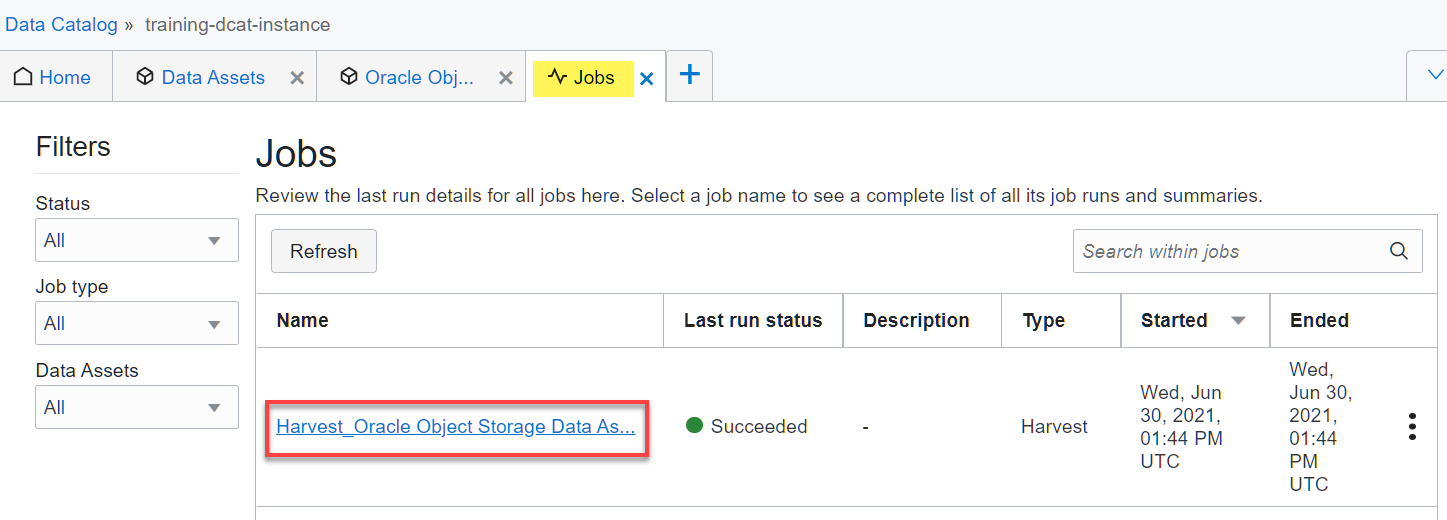 Data Catalog » training-dcat-instance
Home Data Assets Oracle Obj... Jobs
Filters
Status
All
Job type
All
Data Assets
All
Jobs
Review the last run details for all jobs here. Select a job name to see a complete list of all its job runs and summaries.
Refresh Search within jobs
Name Last run status Description Type Started Ended
Harvest_Oracle Object Storage Data As... Succeeded - Harvest
Wed, Jun
30, 2021,
01:44 PM
UTC
Wed,
Jun 30,
2021,
01:44
PM
UTC